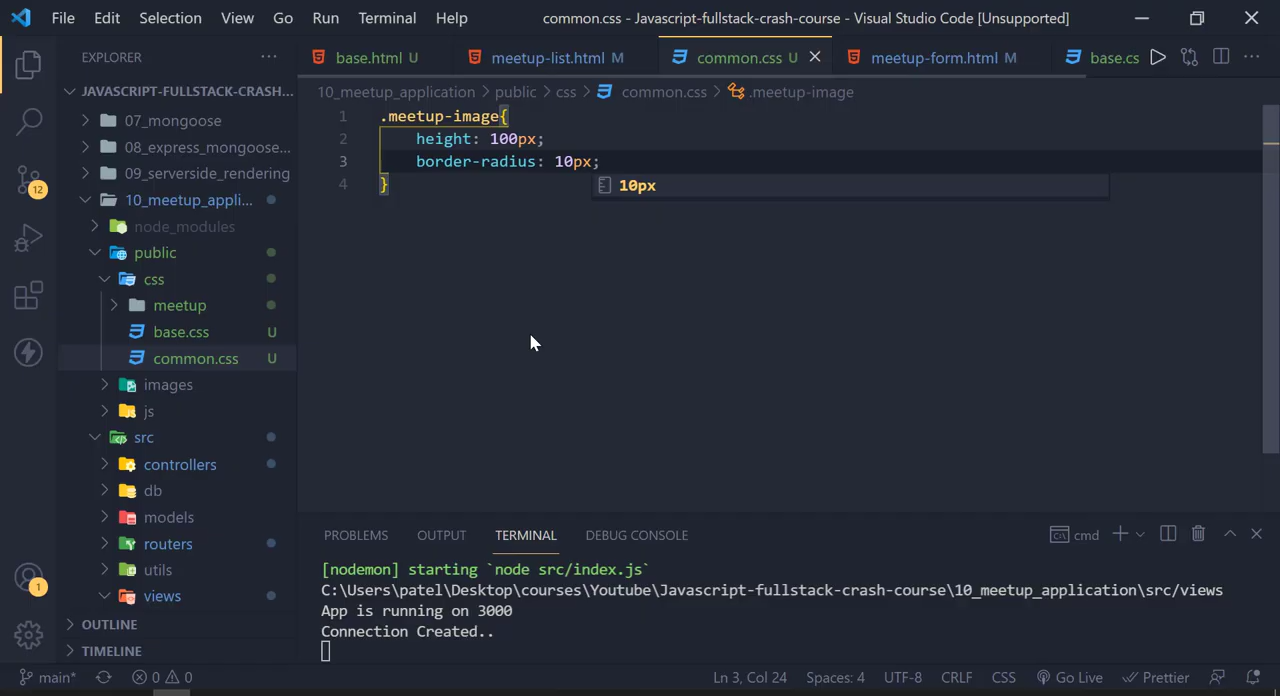 File Edit Selection View Go Run Terminal Help common.css - Javascript-fullstack-crash-course - Visual Studio Code [Unsupported]
EXPLORER ···
base.html U meetup-list.html M common.css U meetup-form.html M base.cs
JAVASCRIPT-FULLSTACK-CRASH...
10_meetup_application > public > css > common.css > .meetup-image
07_mongoose
08_express_mongoose...
09_serverside_rendering
10_meetup_appli...
node_modules
public
css
meetup
base.css U
common.css U
images
js
src
controllers
db
models
routers
utils
views
OUTLINE
TIMELINE
12
1
1 .meetup-image{
2 height: 100px;
3 border-radius: 10px;
4 }
10px
PROBLEMS OUTPUT TERMINAL DEBUG CONSOLE cmd
[nodemon] starting `node src/index.js`
C:\Users\patel\Desktop\courses\Youtube\Javascript-fullstack-crash-course\10_meetup_application\src/views
App is running on 3000
Connection Created..
main* 0 0 Ln 3, Col 24 Spaces: 4 UTF-8 CRLF CSS Go Live Prettier